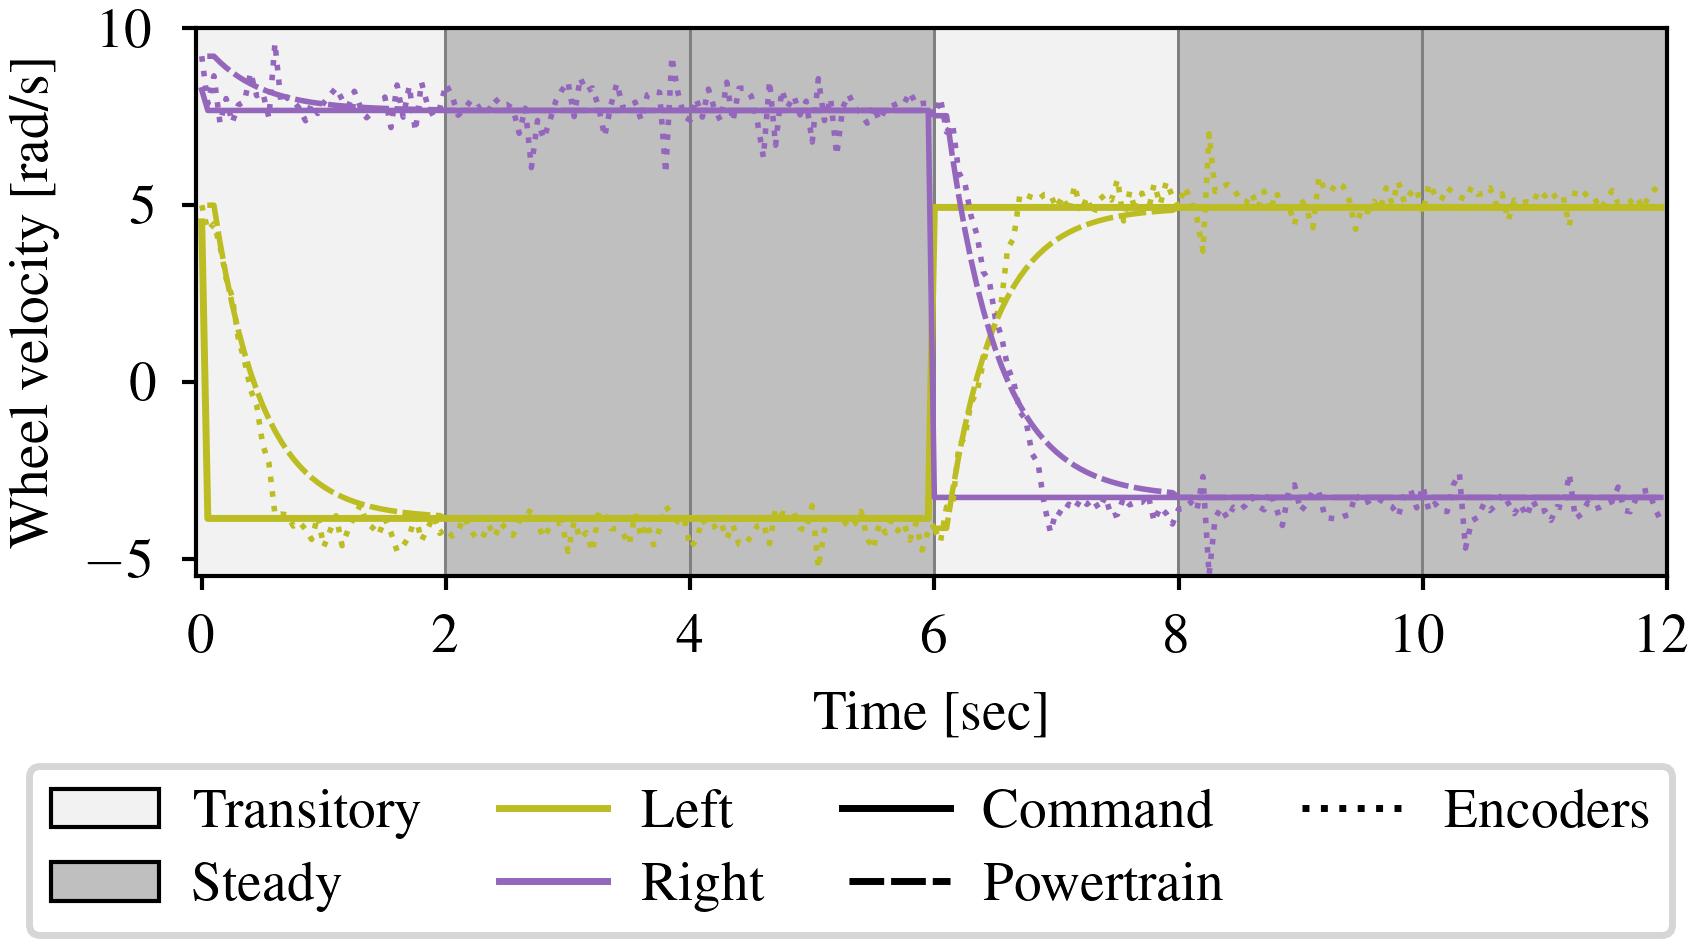 Wheel velocity [rad/s]
10
5
0
−5
0 2 4 6 8 10 12
Time [sec]
Transitory Left Command Encoders
Steady Right Powertrain